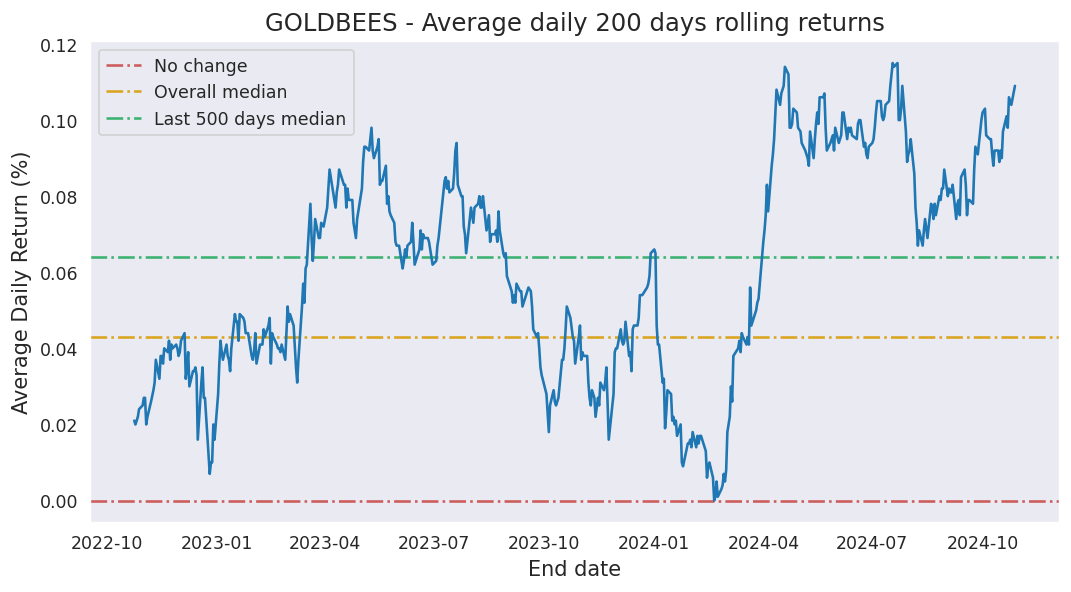 GOLDBEES - Average daily 200 days rolling returns
No change
Overall median
Last 500 days median
Average Daily Return (%)
0.12
0.10
0.08
0.06
0.04
0.02
0.00
2022-10 2023-01 2023-04 2023-07 2023-10 2024-01 2024-04 2024-07 2024-10
End date